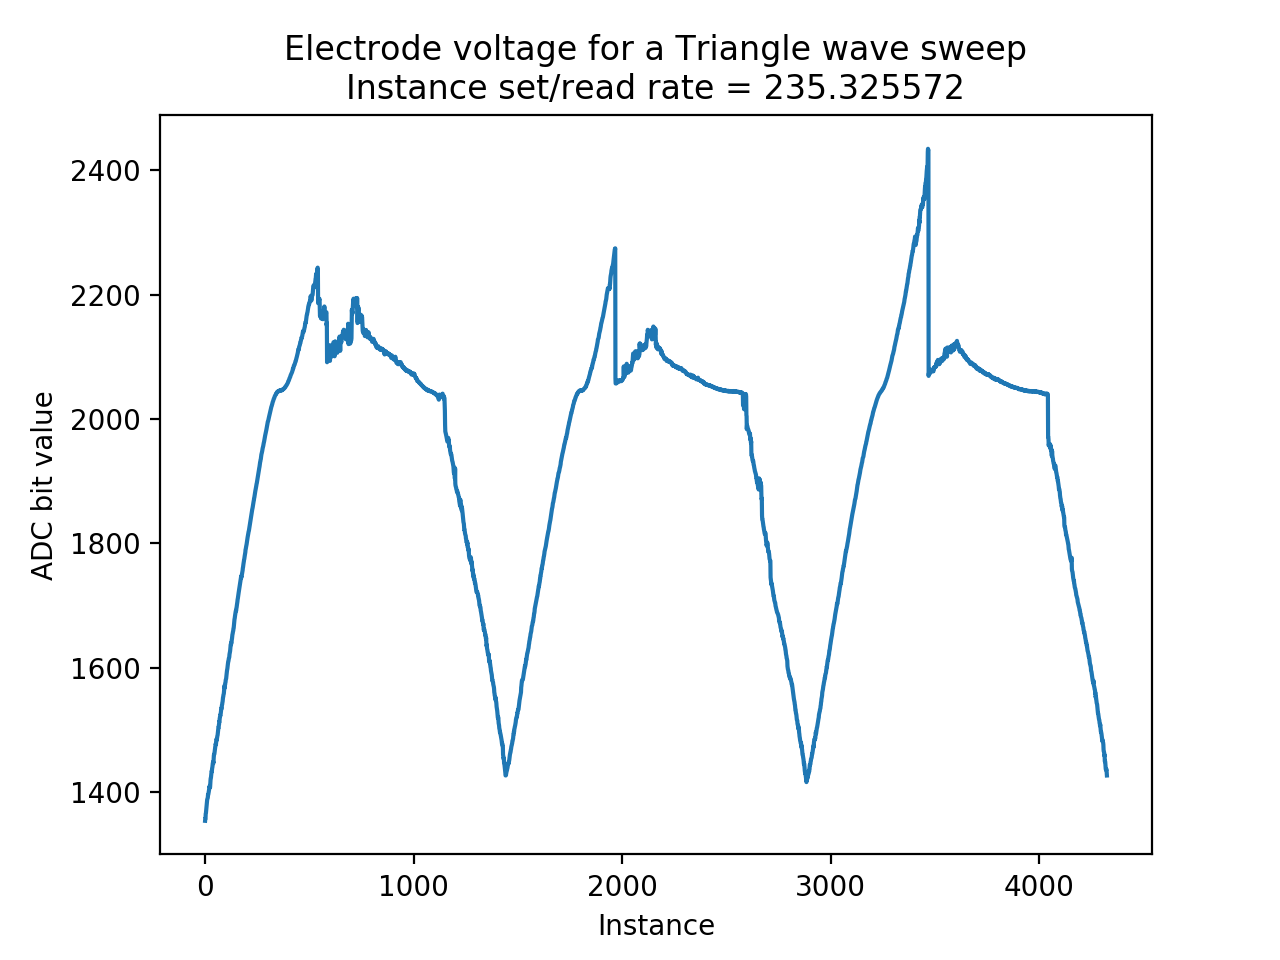 Electrode voltage for a Triangle wave sweep
Instance set/read rate = 235.325572
2400
2200
2000
1800
1600
1400
ADC bit value
0 1000 2000 3000 4000
Instance